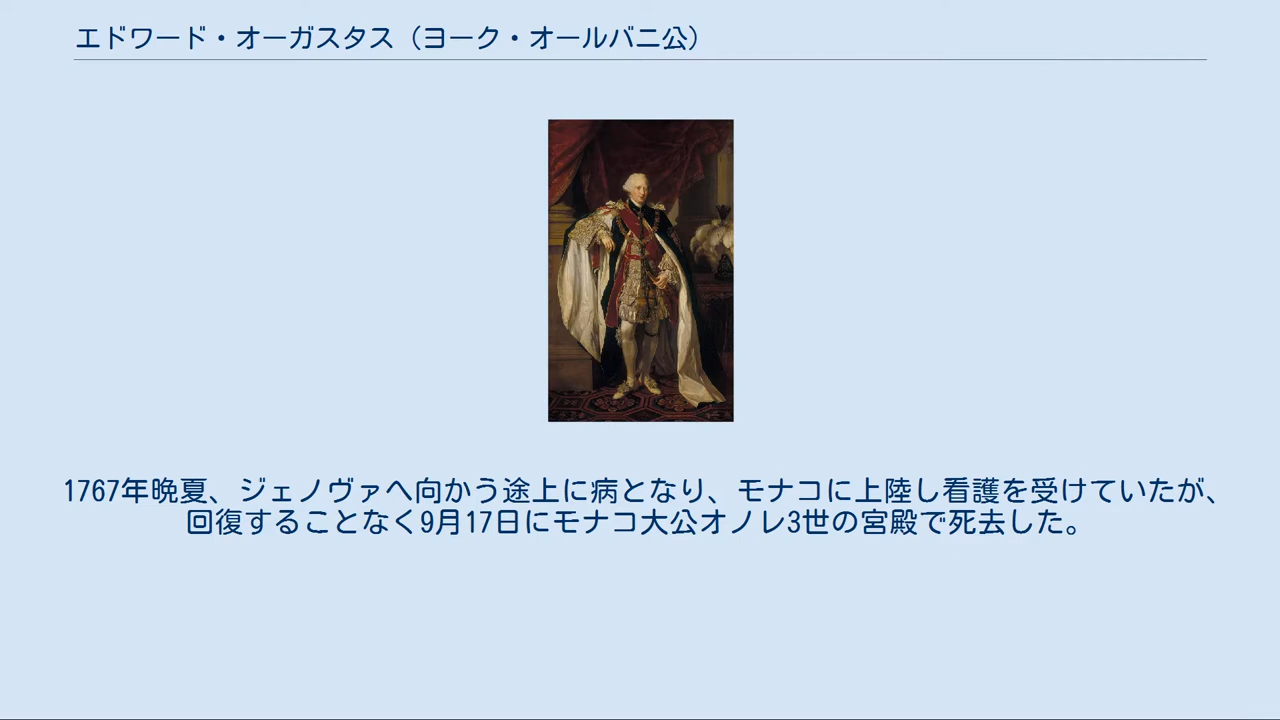 エドワード・オーガスタス（ヨーク・オールバニ公）
1767年晩夏、ジェノヴァへ向かう途上に病となり、モナコに上陸し看護を受けていたが、
回復することなく9月17日にモナコ大公オノレ3世の宮殿で死去した。